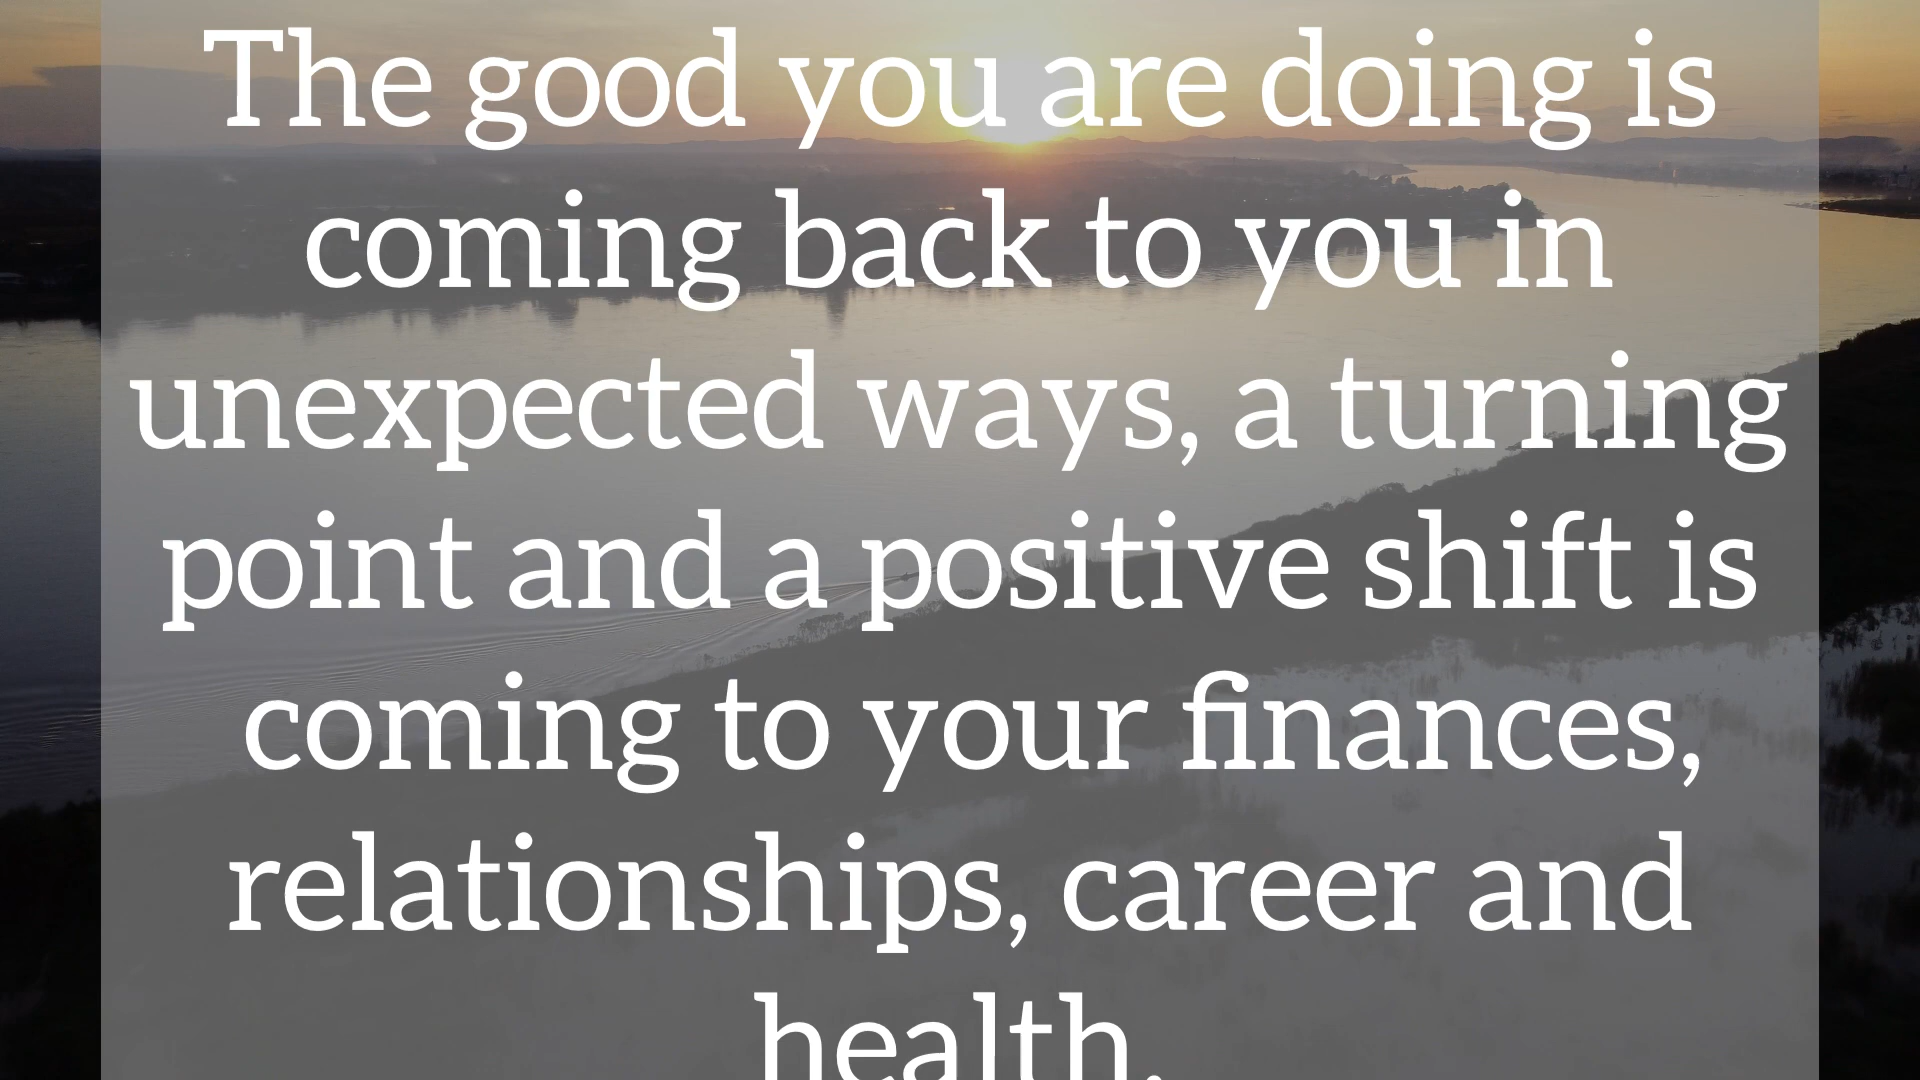 The good you are doing is
coming back to you in
unexpected ways, a turning
point and a positive shift is
coming to your finances,
relationships, career and
health.